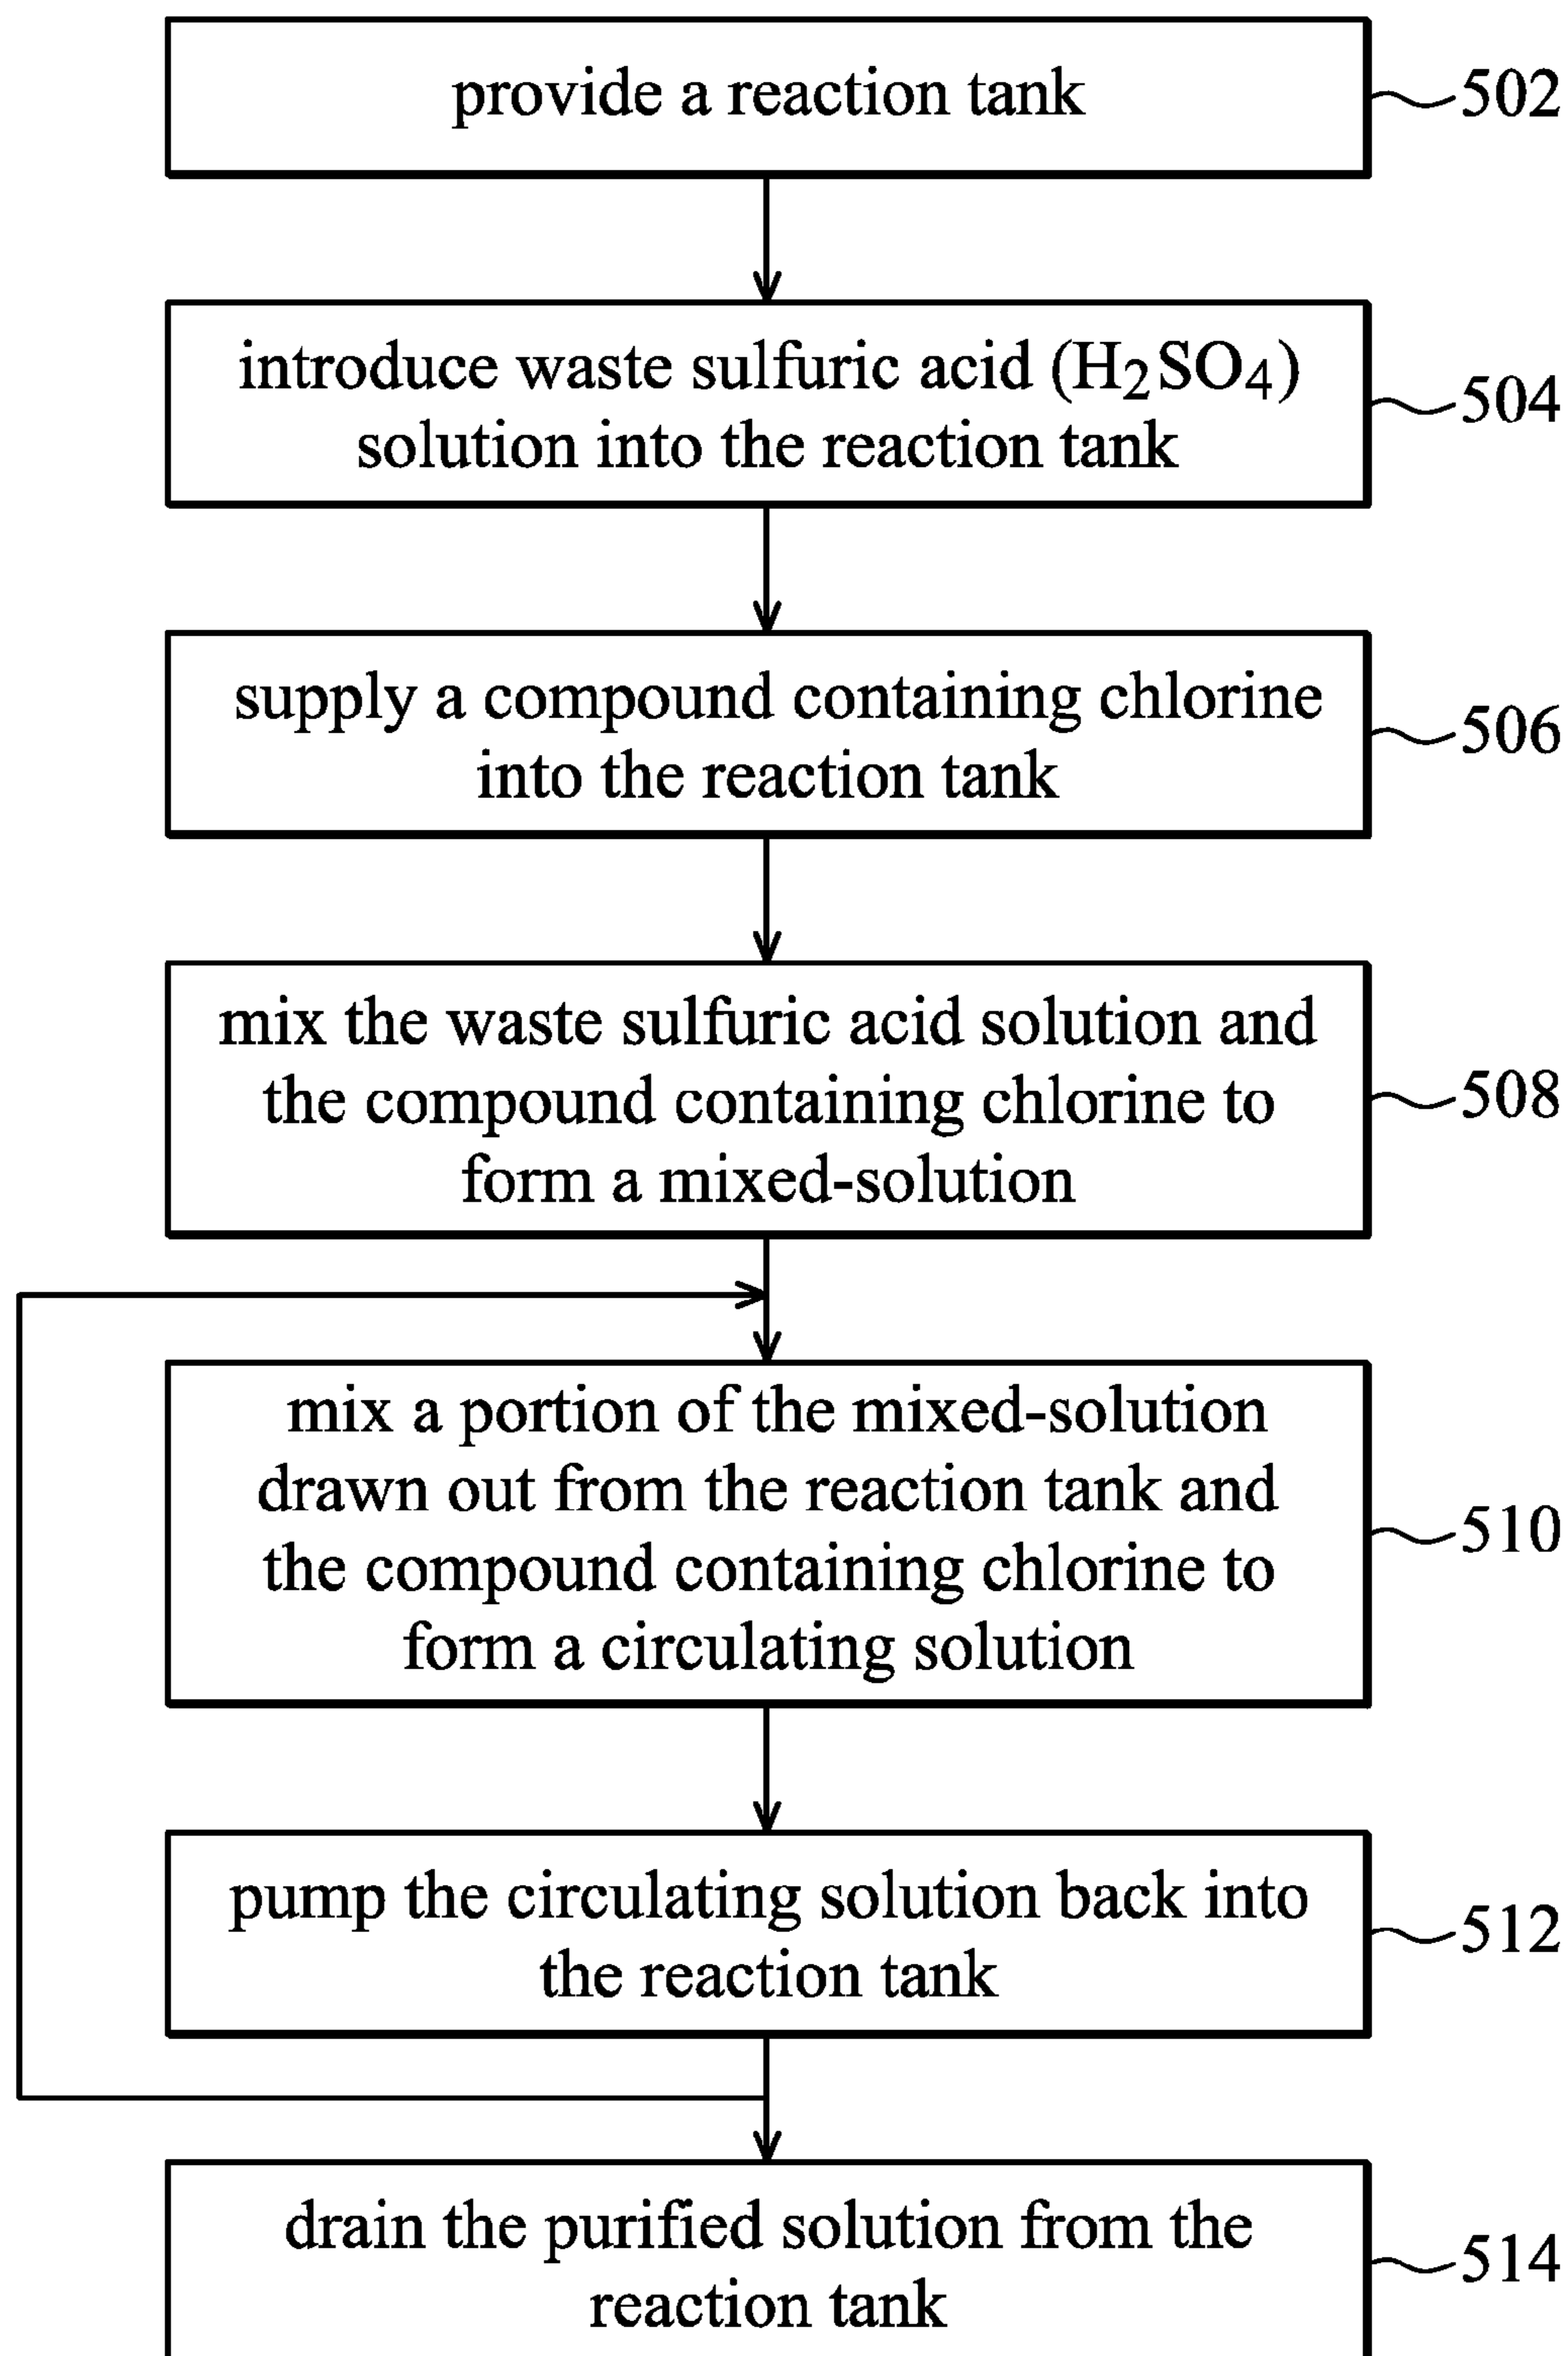 provide a reaction tank
502
introduce waste sulfuric acid (H₂SO₄)
solution into the reaction tank
504
supply a compound containing chlorine
into the reaction tank
506
mix the waste sulfuric acid solution and
the compound containing chlorine to
form a mixed-solution
508
mix a portion of the mixed-solution
drawn out from the reaction tank and
the compound containing chlorine to
form a circulating solution
510
pump the circulating solution back into
the reaction tank
512
drain the purified solution from the
reaction tank
514